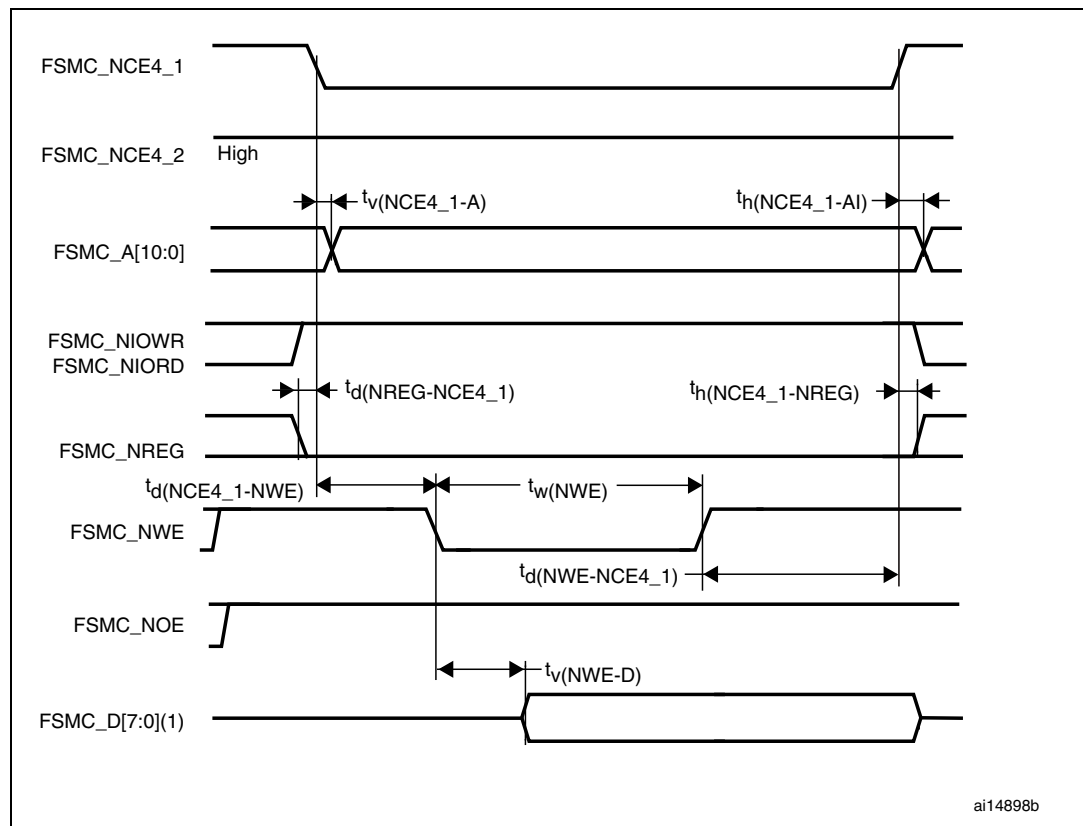 FSMC_NCE4_1
FSMC_NCE4_2 High
tv(NCE4_1-A) th(NCE4_1-AI)
FSMC_A[10:0]
FSMC_NIOWR
FSMC_NIORD
td(NREG-NCE4_1) th(NCE4_1-NREG)
FSMC_NREG
td(NCE4_1-NWE) tw(NWE)
FSMC_NWE
td(NWE-NCE4_1)
FSMC_NOE
tv(NWE-D)
FSMC_D[7:0](1)
ai14898b